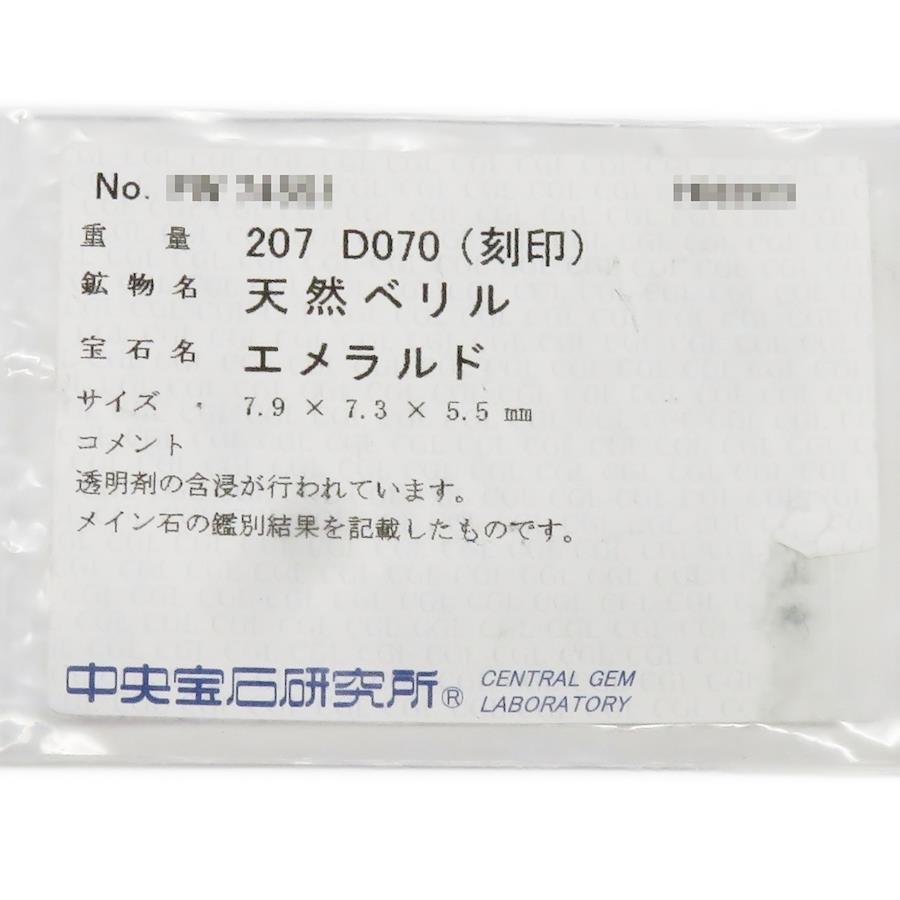 No.
重量 207 D070 (刻印)
鉱物名 天然ベリル
宝石名 エメラルド
サイズ 7.9 × 7.3 × 5.5 mm
コメント
透明剤の含浸が行われています。
メイン石の鑑別結果を記載したものです。
中央宝石研究所® CENTRAL GEM
LABORATORY